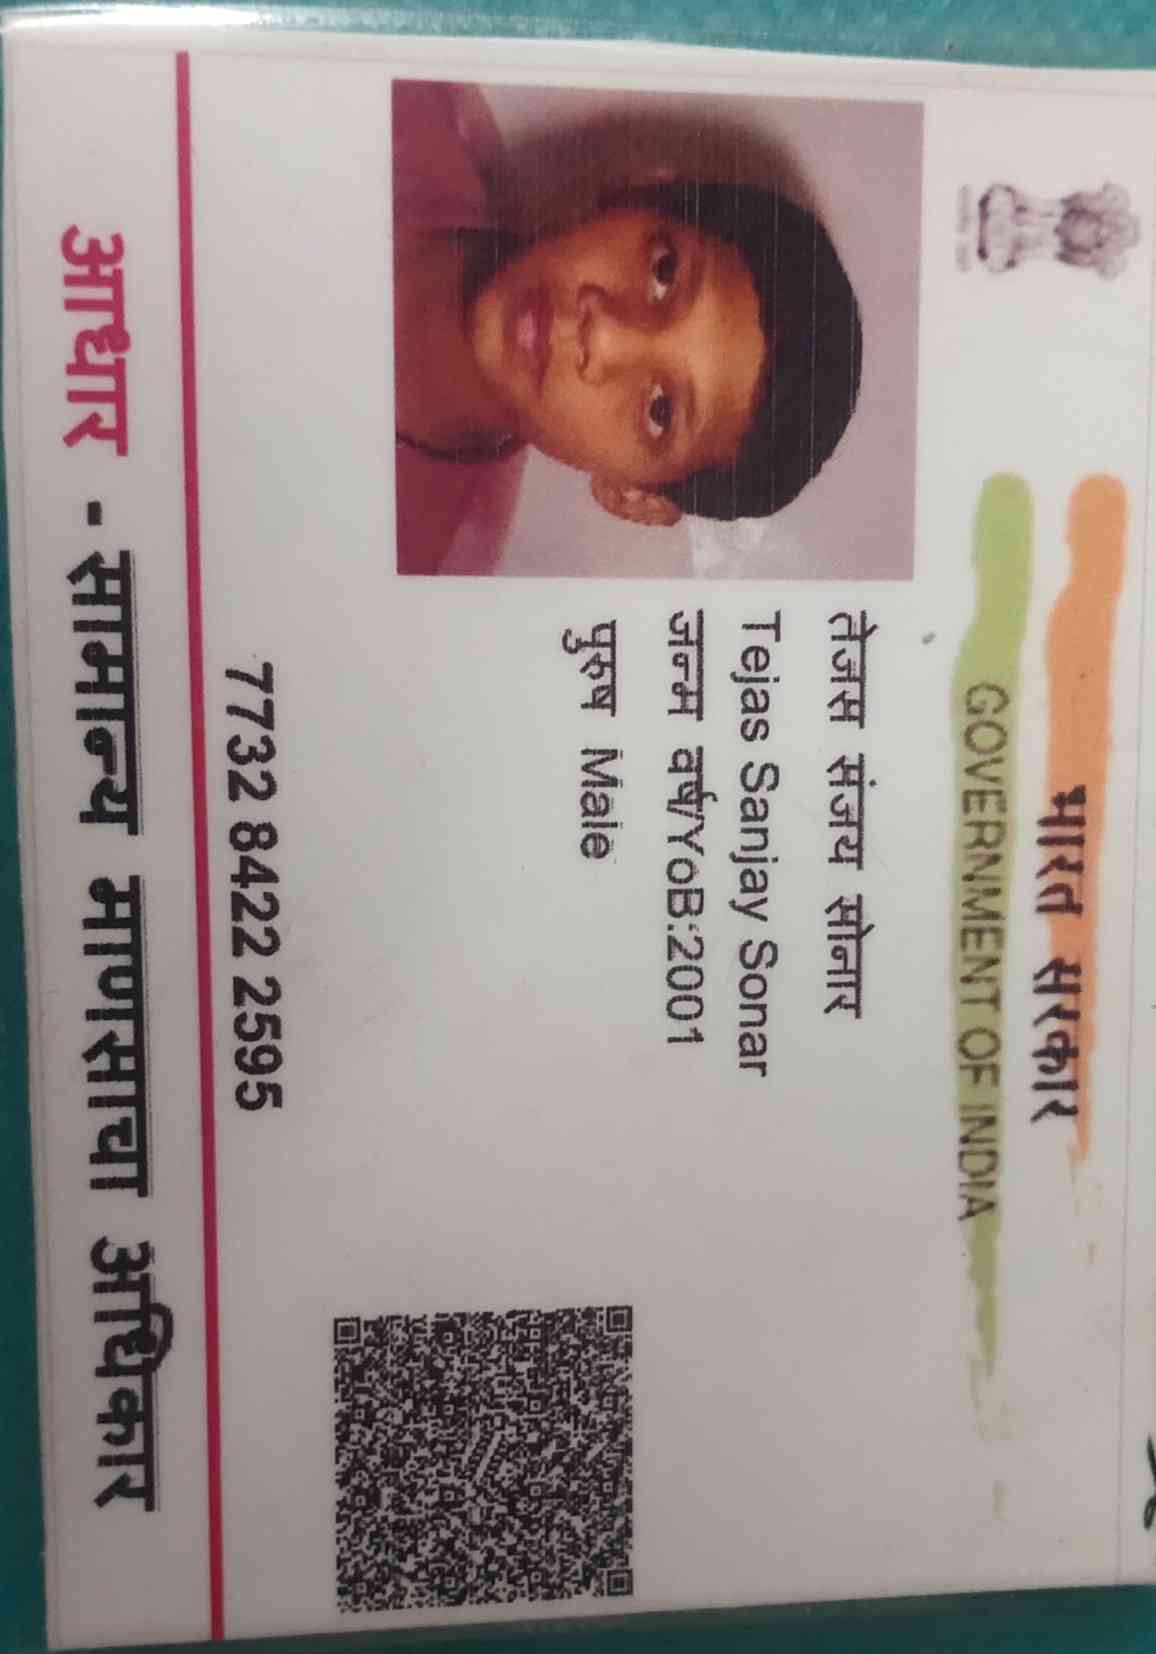 भारत सरकार
GOVERNMENT OF INDIA
तेजस संजय सोनार
Tejas Sanjay Sonar
जन्म वर्ष/YoB:2001
पुरुष Male
7732 8422 2595
आधार - सामान्य माणसाचा अधिकार